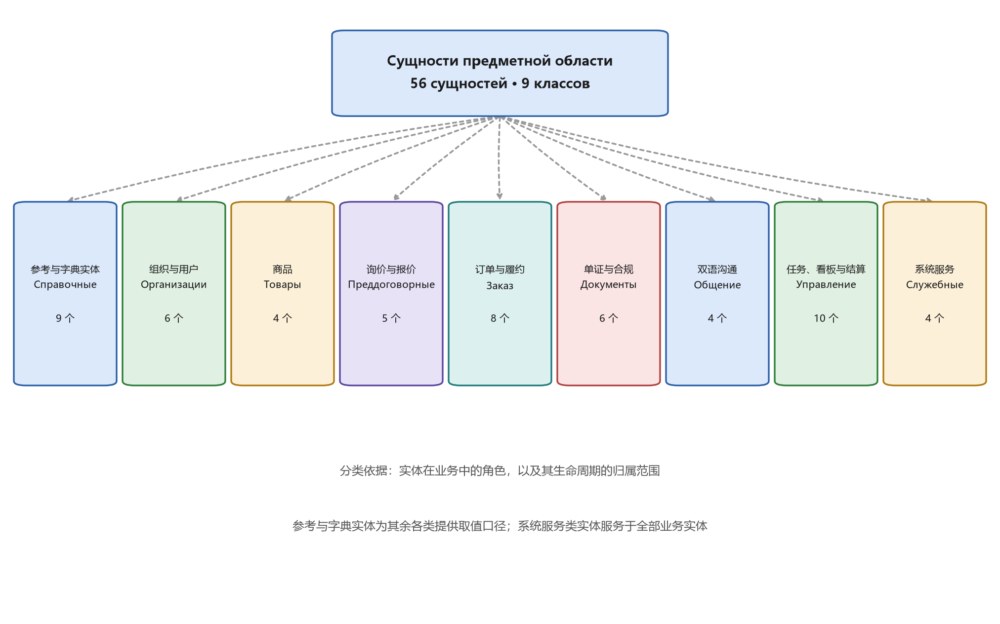 Сущности предметной области
56 сущностей • 9 классов
参考与字典实体
Справочные
9 个
组织与用户
Организации
6 个
商品
Товары
4 个
询价与报价
Преддоговорные
5 个
订单与履约
Заказ
8 个
单证与合规
Документы
6 个
双语沟通
Общение
4 个
任务、看板与结算
Управление
10 个
系统服务
Служебные
4 个
分类依据：实体在业务中的角色，以及其生命周期的归属范围
参考与字典实体为其余各类提供取值口径；系统服务类实体服务于全部业务实体